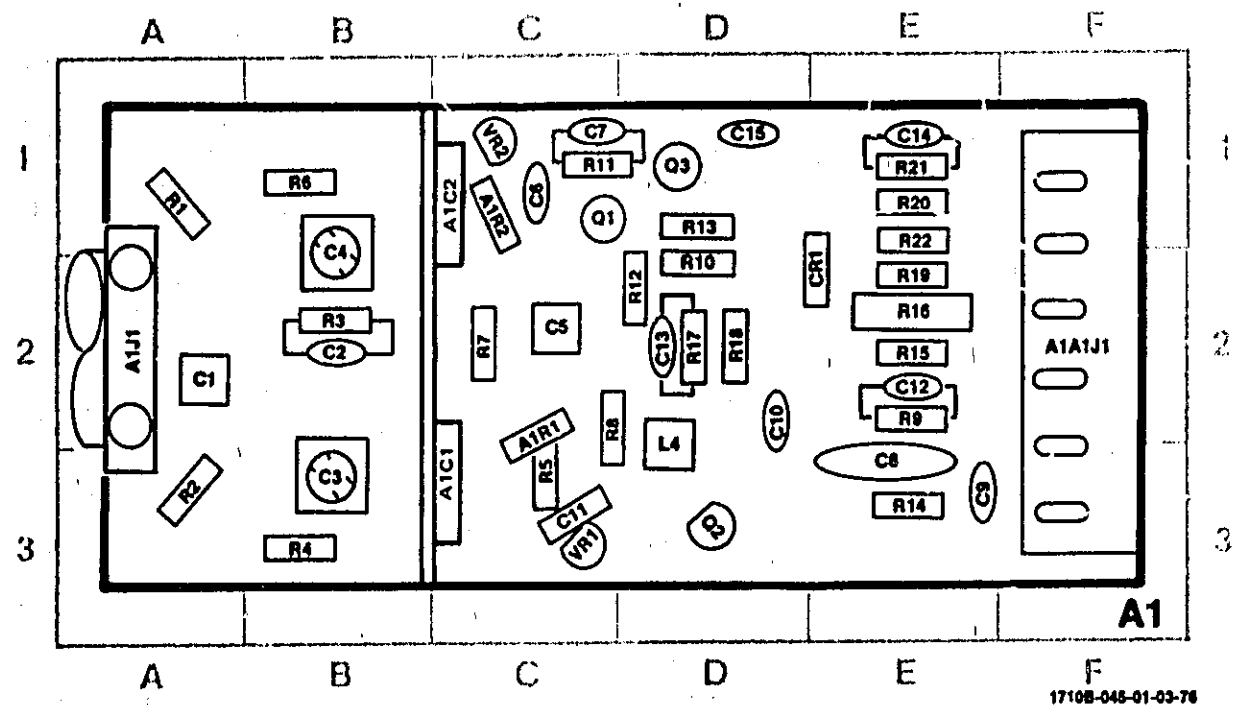 A B C D E F
1 VR2 C7 C15 C14 1
R11 Q3 R21
R1 R6 A1C2 A1R2 C6 R20
Q1 R13 R22
C4 R10 CR1 R19
R12
R3 R16
2 A1J1 C2 R7 C5 C13 R17 R18 R15 A1A1J1 2
C1 C12
R8 C10 R9
A1R1 L4
R2 C3 A1C1 R5 C8 C9
C11 R14
3 R4 VR1 Q2 3
A1
A B C D E F
1710B-045-01-03-76